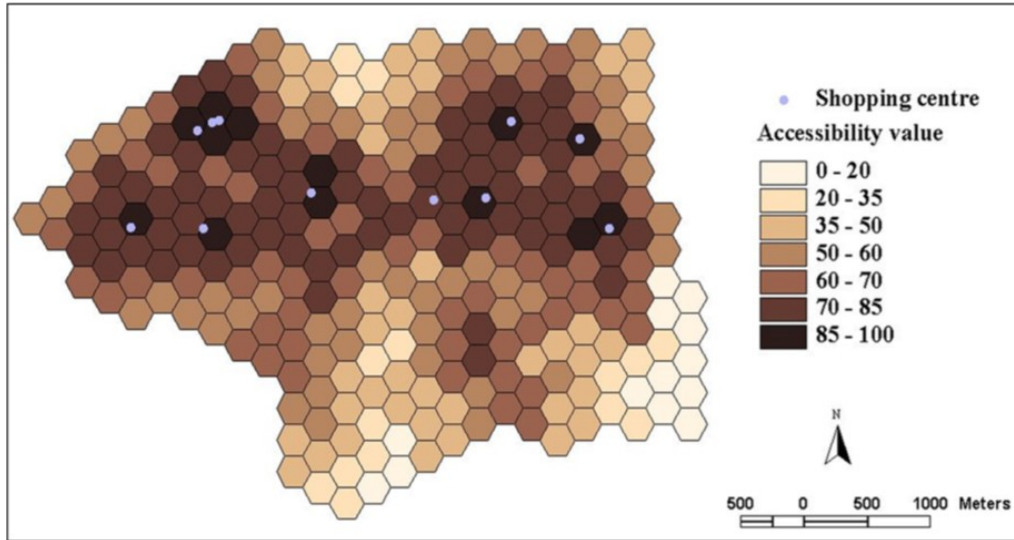 Shopping centre
Accessibility value
0 - 20
20 - 35
35 - 50
50 - 60
60 - 70
70 - 85
85 - 100
N
500 0 500 1000 Meters